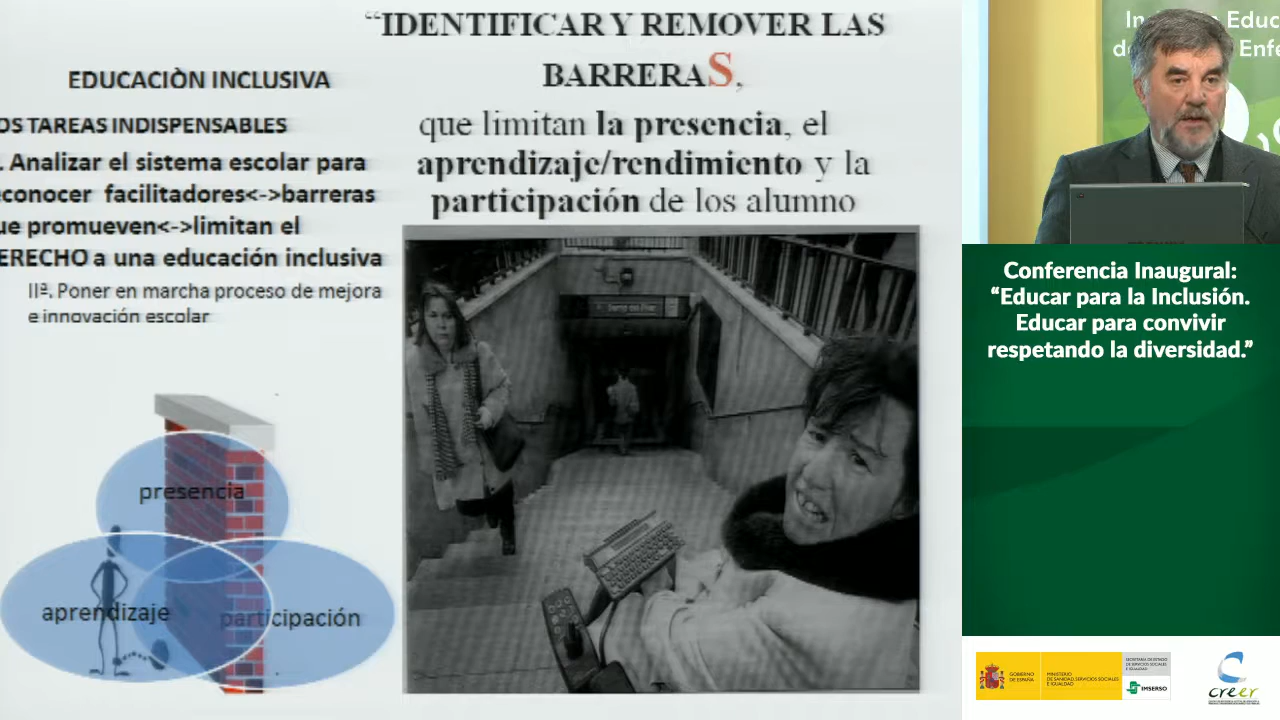 “IDENTIFICAR Y REMOVER LAS
BARRERAS,
que limitan la presencia, el
aprendizaje/rendimiento y la
participación de los alumno
EDUCACIÒN INCLUSIVA
OS TAREAS INDISPENSABLES
. Analizar el sistema escolar para
econocer facilitadores<->barreras
ue promueven<->limitan el
ERECHO a una educación inclusiva
IIª. Poner en marcha proceso de mejora
e innovación escolar
presencia
aprendizaje
participación
Educ
Enfe
Conferencia Inaugural:
“Educar para la Inclusión.
Educar para convivir
respetando la diversidad.”
GOBIERNO
DE ESPAÑA
MINISTERIO
DE SANIDAD, SERVICIOS SOCIALES
E IGUALDAD
SECRETARÍA DE ESTADO
DE SERVICIOS SOCIALES
E IGUALDAD
IMSERSO
creer